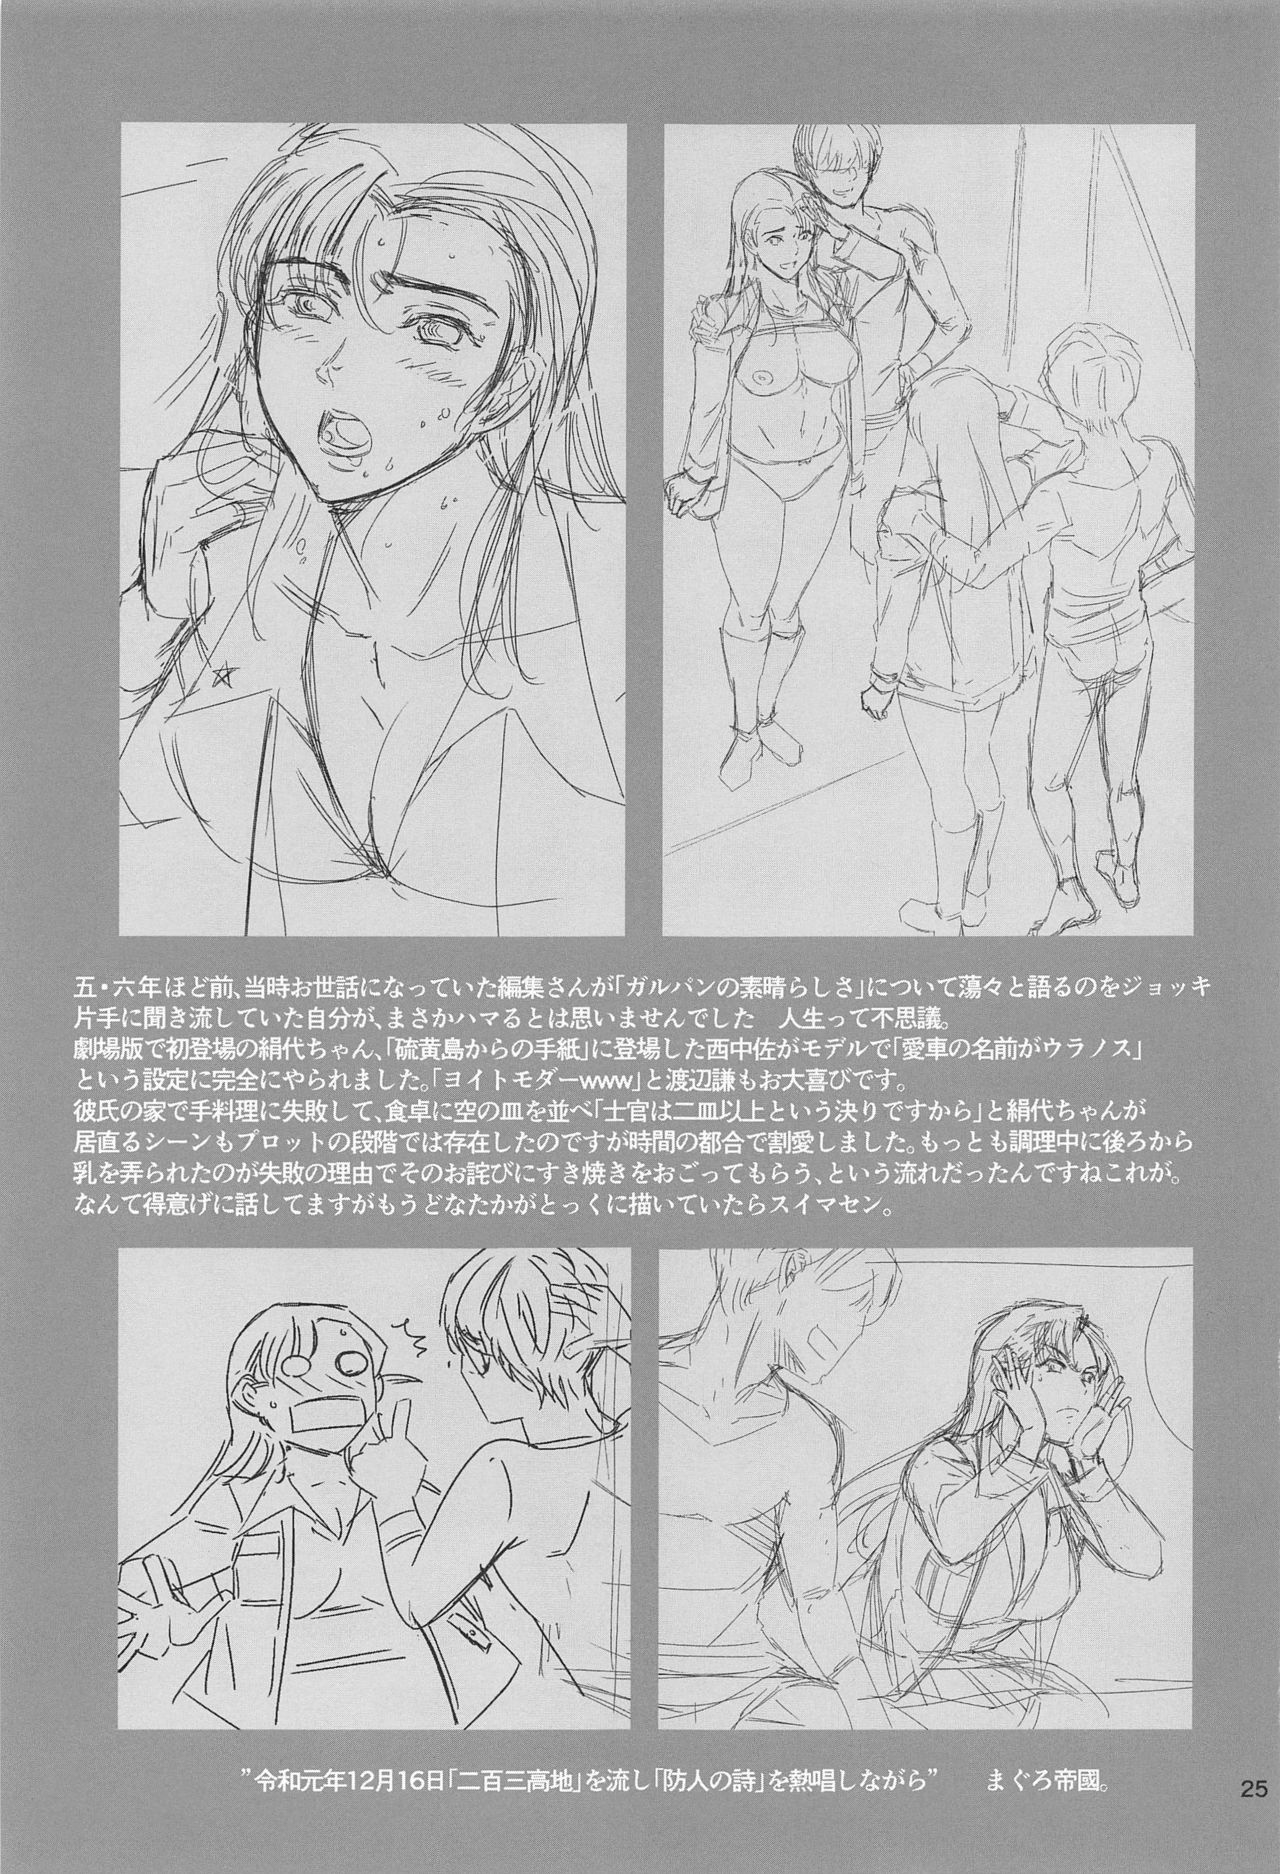 五・六年ほど前、当時お世話になっていた編集さんが「ガルパンの素晴らしさ」について蕩々と語るのをジョッキ
片手に聞き流していた自分が、まさかハマるとは思いませんでした　人生って不思議。
劇場版で初登場の絹代ちゃん、「硫黄島からの手紙」に登場した西中佐がモデルで「愛車の名前がウラノス」
という設定に完全にやられました。「ヨイトモダーwww」と渡辺謙もお大喜びです。
彼氏の家で手料理に失敗して、食卓に空の皿を並べ「士官は二皿以上という決りですから」と絹代ちゃんが
居直るシーンもプロットの段階では存在したのですが時間の都合で割愛しました。もっとも調理中に後ろから
乳を弄られたのが失敗の理由でそのお詫びにすき焼きをおごってもらう、という流れだったんですねこれが。
なんて得意げに話してますがもうどなたかがとっくに描いていたらスイマセン。
"令和元年12月16日「二百三高地」を流し「防人の詩」を熱唱しながら"　　まぐろ帝國。
25